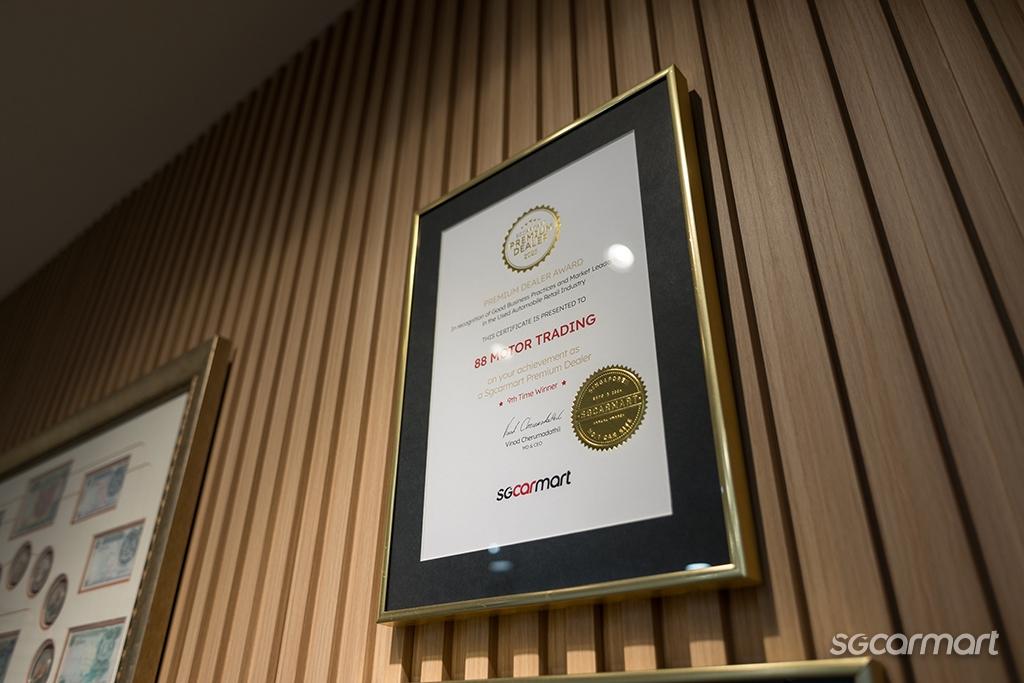 PREMIUM
DEALER
PREMIUM DEALER AWARD
In recognition of Good Business Practices and Market
in the Used Automobile Retail Industry
THIS CERTIFICATE IS PRESENTED TO
88 MOTOR TRADING
on your achievement as
a Sgcarmart Premium Dealer
★ 9th Time Winner ★
Vinod Cherumadathil
MD & CEO
SINGAPORE
SGCARMART
sgcarmart
sgcarmart